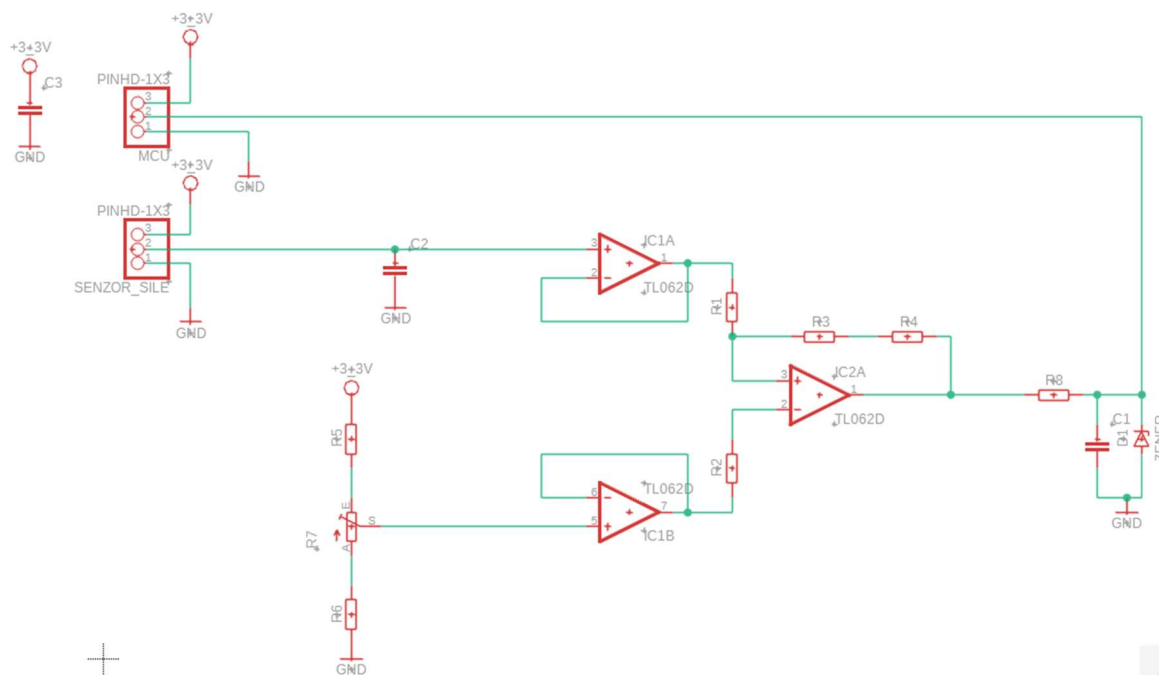 +3±3V
+3±3V
C3
PINHD-1X3
3
2
1
GND
MCU
+3±3V
GND
PINHD-1X3
3
2
1
C2
IC1A
3
2
1
SENZOR_SILE
TL062D
R1
GND
GND
R3
R4
+3±3V
3
2
1
IC2A
R8
TL062D
C1
D1
R5
R2
TL062D
6
5
7
E
S
A
R7
IC1B
GND
R6
GND